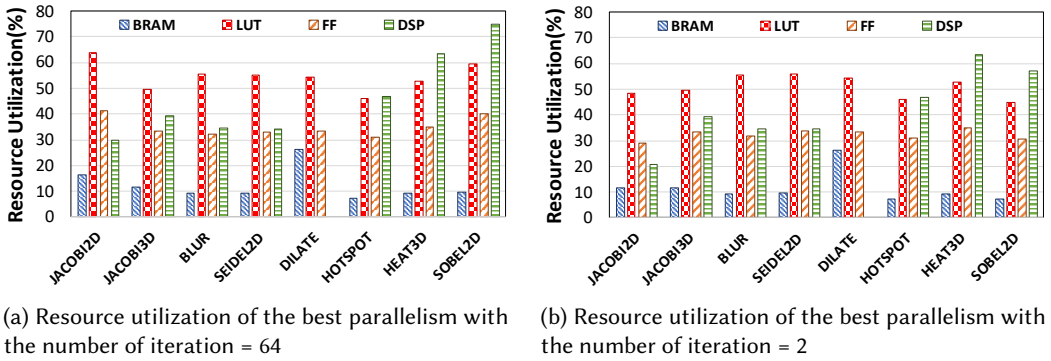 Resource Utilization(%)
80
70
60
50
40
30
20
10
0
BRAM LUT FF DSP
JACOBI2D JACOBI3D BLUR SEIDEL2D DILATE HOTSPOT HEAT3D SOBEL2D
(a) Resource utilization of the best parallelism with
the number of iteration = 64
Resource Utilization(%)
80
70
60
50
40
30
20
10
0
BRAM LUT FF DSP
JACOBI2D JACOBI3D BLUR SEIDEL2D DILATE HOTSPOT HEAT3D SOBEL2D
(b) Resource utilization of the best parallelism with
the number of iteration = 2